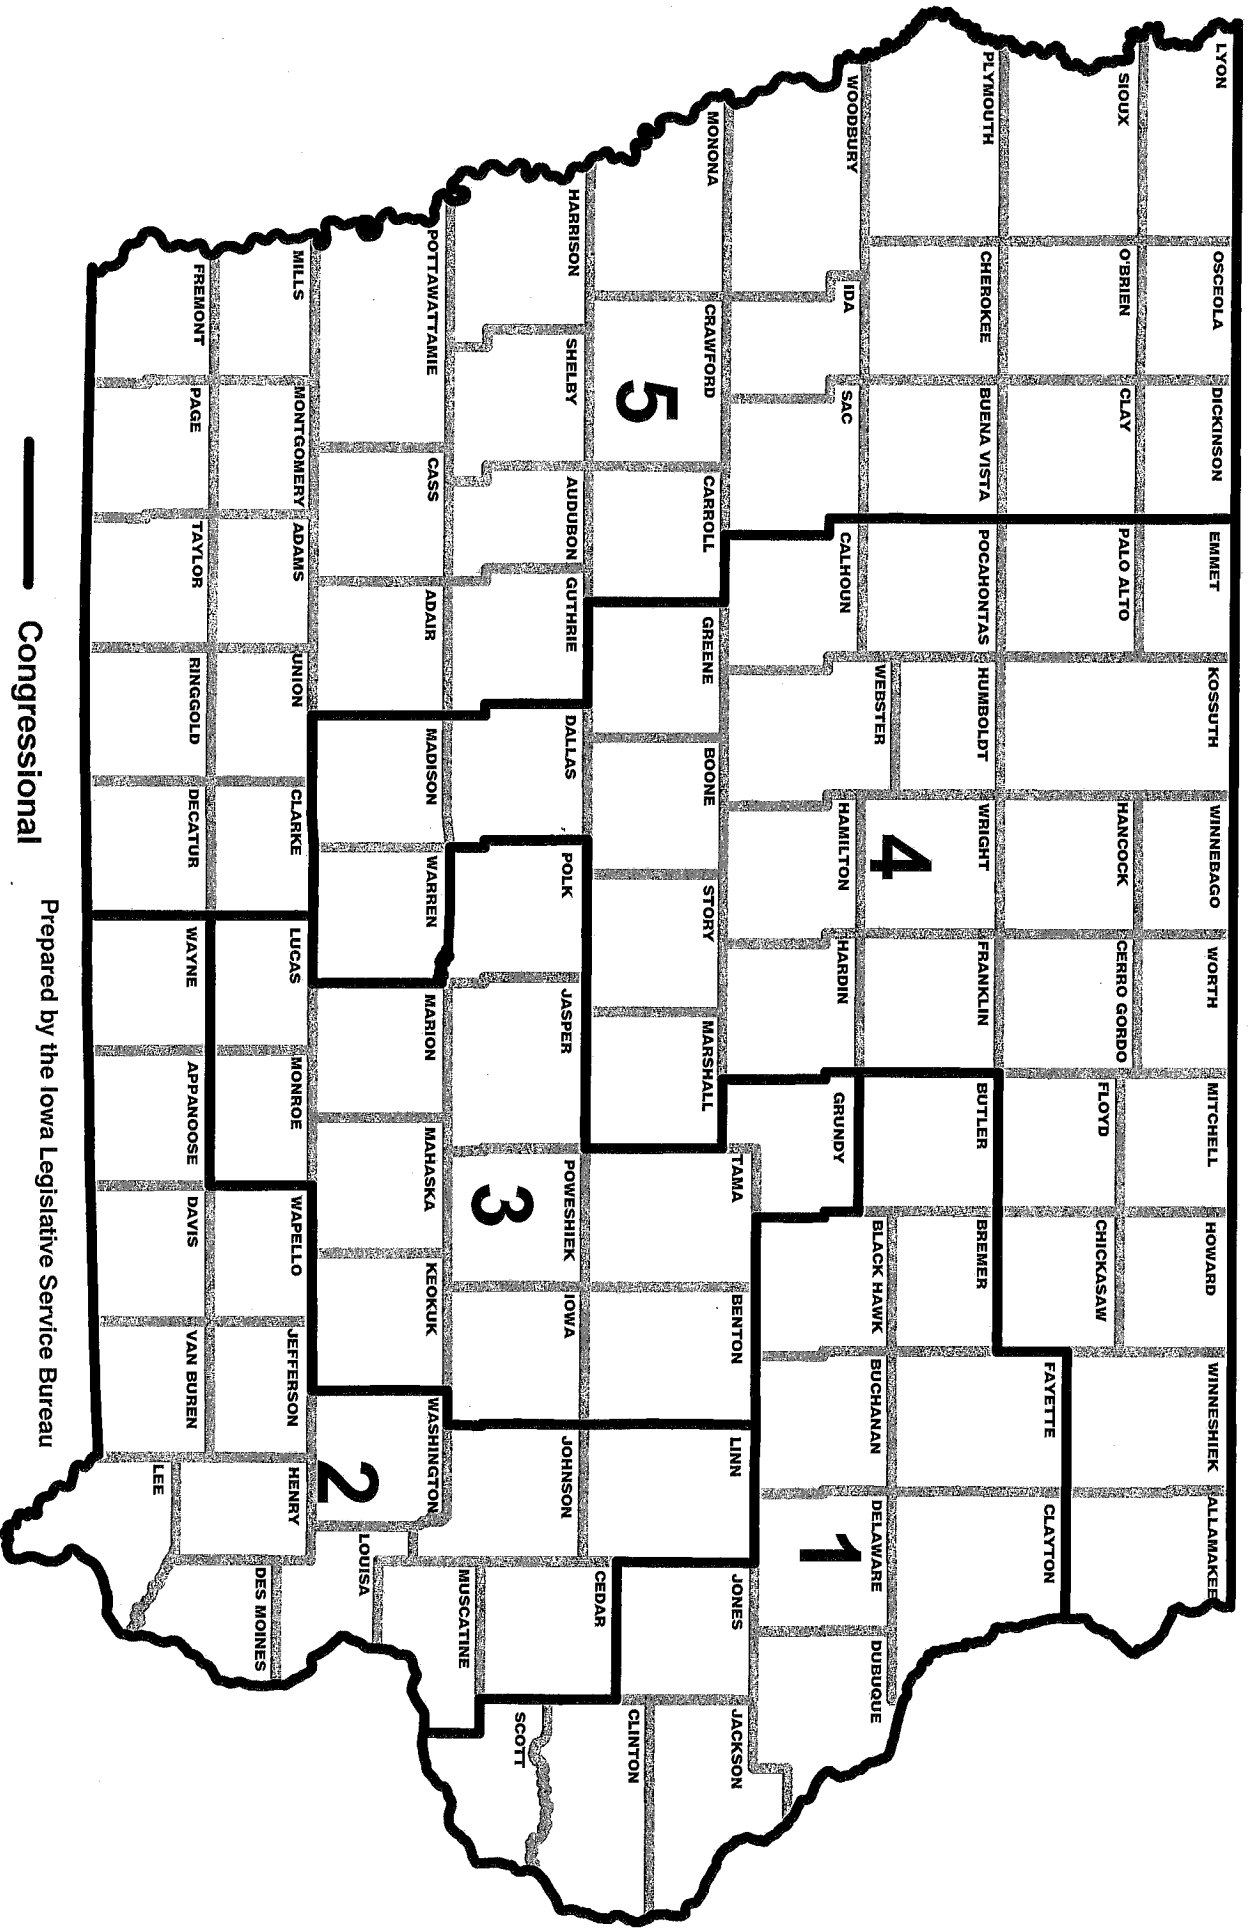 LYON
OSCEOLA
DICKINSON
EMMET
KOSSUTH
WINNEBAGO
WORTH
MITCHELL
HOWARD
WINNESHIEK
ALLAMAKEE
SIOUX
O'BRIEN
CLAY
PALO ALTO
HANCOCK
CERRO GORDO
FLOYD
CHICKASAW
PLYMOUTH
CHEROKEE
BUENA VISTA
POCAHONTAS
HUMBOLDT
WRIGHT
FRANKLIN
BUTLER
BREMER
FAYETTE
CLAYTON
WOODBURY
IDA
SAC
CALHOUN
WEBSTER
HAMILTON
HARDIN
GRUNDY
BLACK HAWK
BUCHANAN
DELAWARE
DUBUQUE
4
1
MONONA
CRAWFORD
CARROLL
GREENE
BOONE
STORY
MARSHALL
TAMA
BENTON
LINN
JONES
JACKSON
5
HARRISON
SHELBY
AUDUBON
GUTHRIE
DALLAS
POLK
JASPER
POWESHIEK
IOWA
JOHNSON
CEDAR
CLINTON
SCOTT
3
POTTAWATTAMIE
CASS
ADAIR
MADISON
WARREN
MARION
MAHASKA
KEOKUK
WASHINGTON
MUSCATINE
LOUISA
2
MILLS
MONTGOMERY
ADAMS
UNION
CLARKE
LUCAS
MONROE
WAPELLO
JEFFERSON
HENRY
DES MOINES
FREMONT
PAGE
TAYLOR
RINGGOLD
DECATUR
WAYNE
APPANOOSE
DAVIS
VAN BUREN
LEE
Congressional
Prepared by the Iowa Legislative Service Bureau